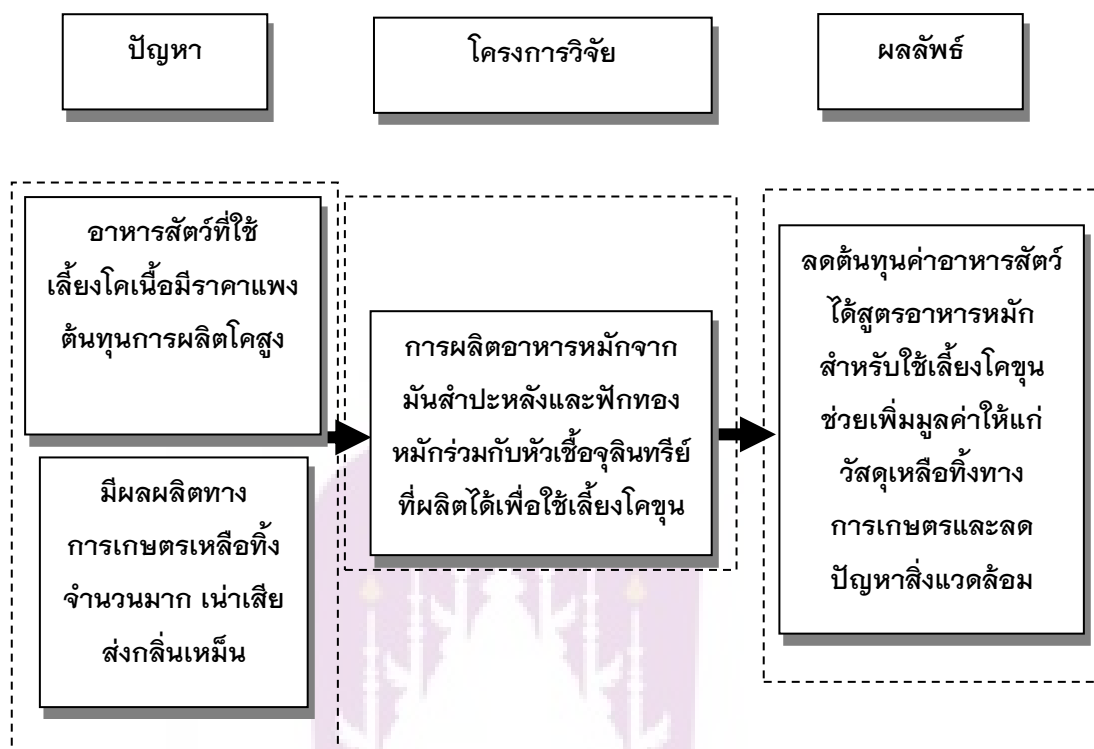 ปัญหา
โครงการวิจัย
ผลลัพธ์
อาหารสัตว์ที่ใช้
เลี้ยงโคเนื้อมีราคาแพง
ต้นทุนการผลิตโคสูง
มีผลผลิตทาง
การเกษตรเหลือทิ้ง
จำนวนมาก เน่าเสีย
ส่งกลิ่นเหม็น
การผลิตอาหารหมักจาก
มันสำปะหลังและฟักทอง
หมักร่วมกับหัวเชื้อจุลินทรีย์
ที่ผลิตได้เพื่อใช้เลี้ยงโคขุน
ลดต้นทุนค่าอาหารสัตว์
ได้สูตรอาหารหมัก
สำหรับใช้เลี้ยงโคขุน
ช่วยเพิ่มมูลค่าให้แก่
วัสดุเหลือทิ้งทาง
การเกษตรและลด
ปัญหาสิ่งแวดล้อม